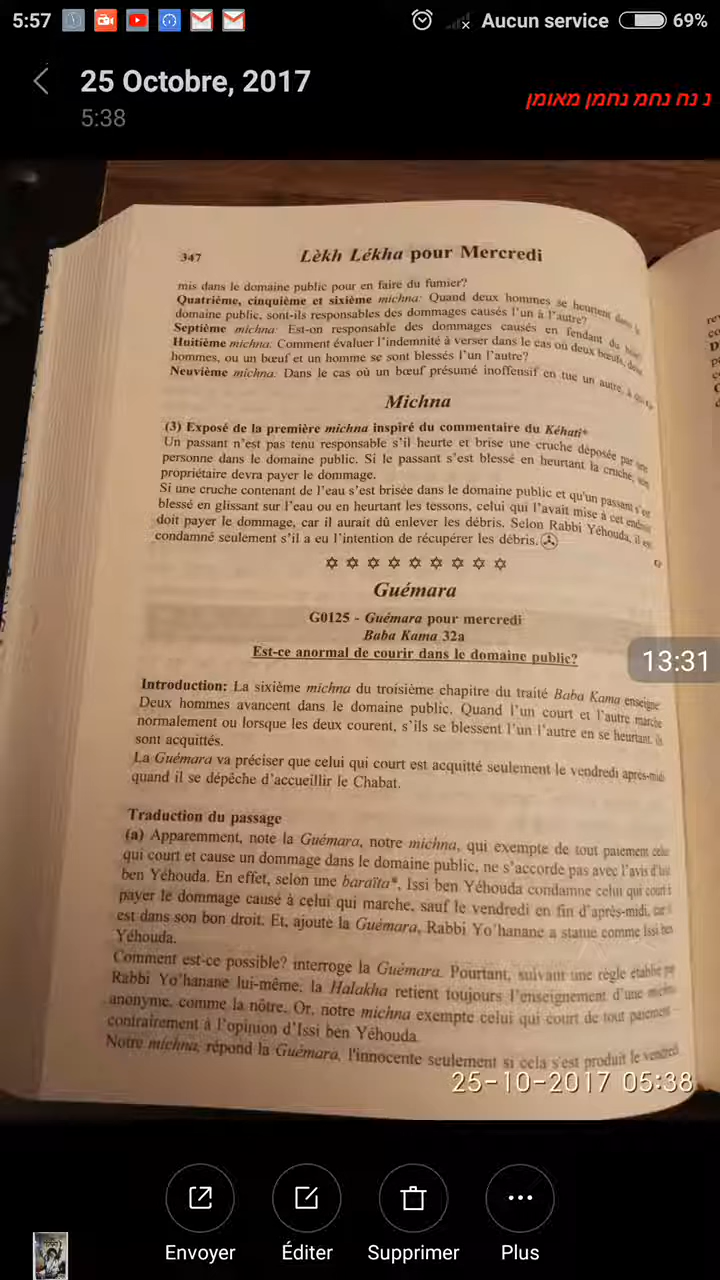 5:57
Aucun service
69%
25 Octobre, 2017
5:38
נ נח נחמ נחמן מאומן
347
Lèkh Lékha pour Mercredi
mis dans le domaine public pour en faire du fumier?
Quatrième, cinquième et sixième michna: Quand deux hommes se heurtent dans le
domaine public, sont-ils responsables des dommages causés l'un à l'autre?
Septième michna: Est-on responsable des dommages causés en fendant du
Huitième michna: Comment évaluer l'indemnité à verser dans le cas où deux bœufs, deux
hommes, ou un bœuf et un homme se sont blessés l'un l'autre?
Neuvième michna: Dans le cas où un bœuf présumé inoffensif en tue un autre, à qui
Michna
(3) Exposé de la première michna inspiré du commentaire du Kéhati*
Un passant n'est pas tenu responsable s'il heurte et brise une cruche déposée par une
personne dans le domaine public. Si le passant s'est blessé en heurtant la cruche, son
propriétaire devra payer le dommage.
Si une cruche contenant de l'eau s'est brisée dans le domaine public et qu'un passant s'est
blessé en glissant sur l'eau ou en heurtant les tessons, celui qui l'avait mise à cet endroit
doit payer le dommage, car il aurait dû enlever les débris. Selon Rabbi Yéhouda, il est
condamné seulement s'il a eu l'intention de récupérer les débris.
Guémara
G0125 - Guémara pour mercredi
Baba Kama 32a
Est-ce anormal de courir dans le domaine public?
13:31
Introduction: La sixième michna du troisième chapitre du traité Baba Kama enseigne
Deux hommes avancent dans le domaine public. Quand l'un court et l'autre marche
normalement ou lorsque les deux courent, s'ils se blessent l'un l'autre en se heurtant, ils
sont acquittés.
La Guémara va préciser que celui qui court est acquitté seulement le vendredi après-midi
quand il se dépêche d'accueillir le Chabat.
Traduction du passage
(a) Apparemment, note la Guémara, notre michna, qui exempte de tout paiement celui
qui court et cause un dommage dans le domaine public, ne s'accorde pas avec l'avis d'Issi
ben Yéhouda. En effet, selon une baraïta*, Issi ben Yéhouda condamne celui qui court à
payer le dommage causé à celui qui marche, sauf le vendredi en fin d'après-midi, car il
est dans son bon droit. Et, ajoute la Guémara, Rabbi Yo'hanane a statué comme Issi ben
Yéhouda.
Comment est-ce possible? interroge la Guémara. Pourtant, suivant une règle établie par
Rabbi Yo'hanane lui-même, la Halakha retient toujours l'enseignement d'une michna
anonyme, comme la nôtre. Or, notre michna exempte celui qui court de tout paiement
contrairement à l'opinion d'Issi ben Yéhouda.
Notre michna, répond la Guémara, l'innocente seulement si cela s'est produit le vendredi
25-10-2017 05:38
Envoyer
Éditer
Supprimer
Plus